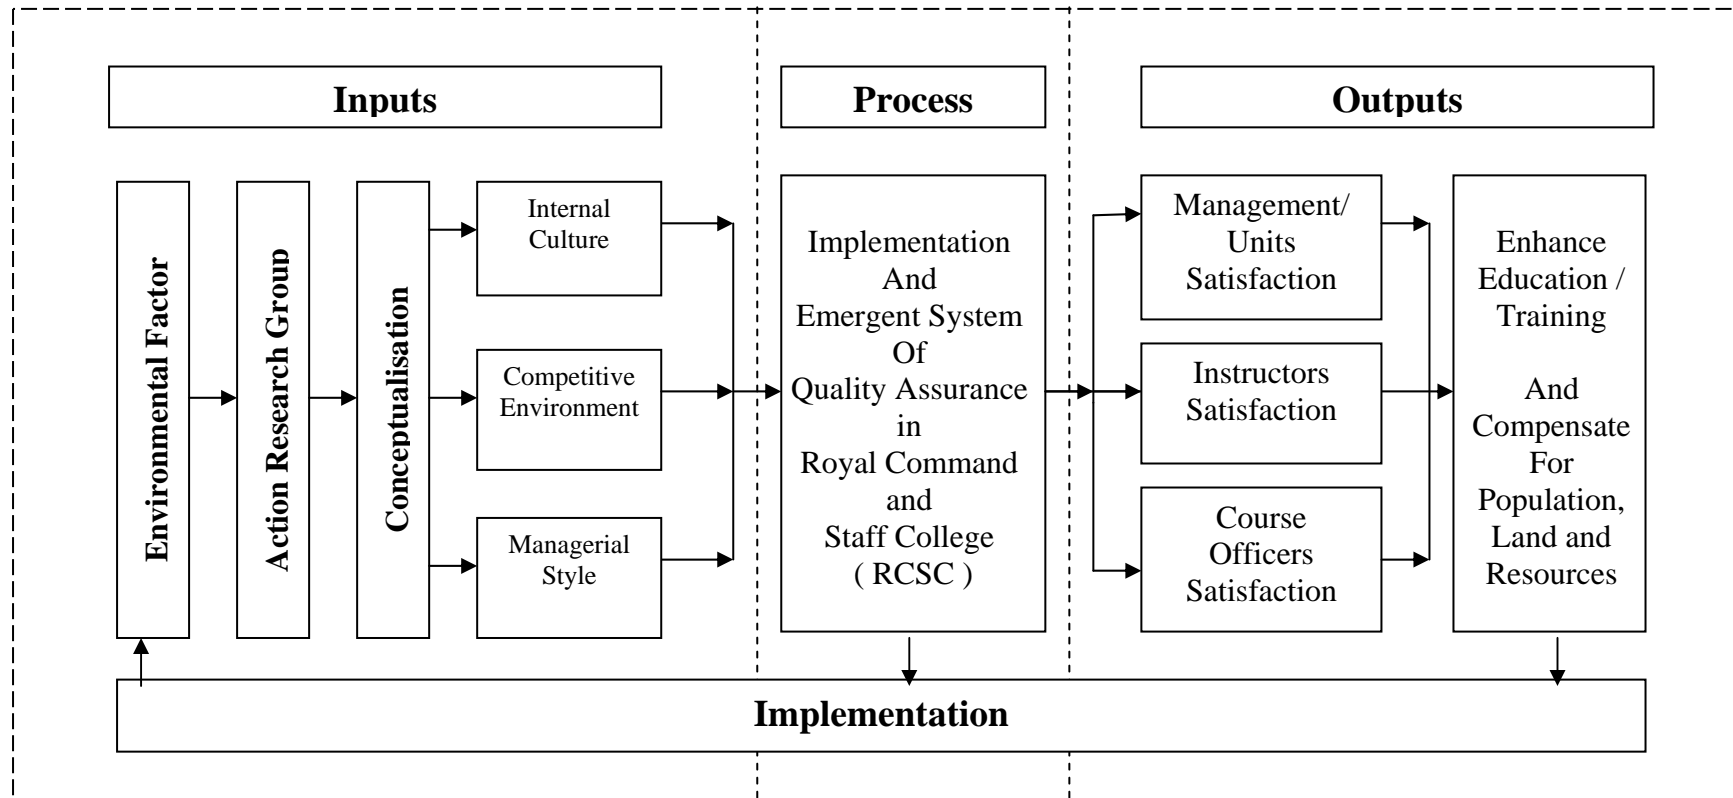 Inputs
Process
Outputs
Environmental Factor
Action Research Group
Conceptualisation
Internal
Culture
Competitive
Environment
Managerial
Style
Implementation
And
Emergent System
Of
Quality Assurance
in
Royal Command
and
Staff College
( RCSC )
Management/
Units
Satisfaction
Instructors
Satisfaction
Course
Officers
Satisfaction
Enhance
Education /
Training
And
Compensate
For
Population,
Land and
Resources
Implementation